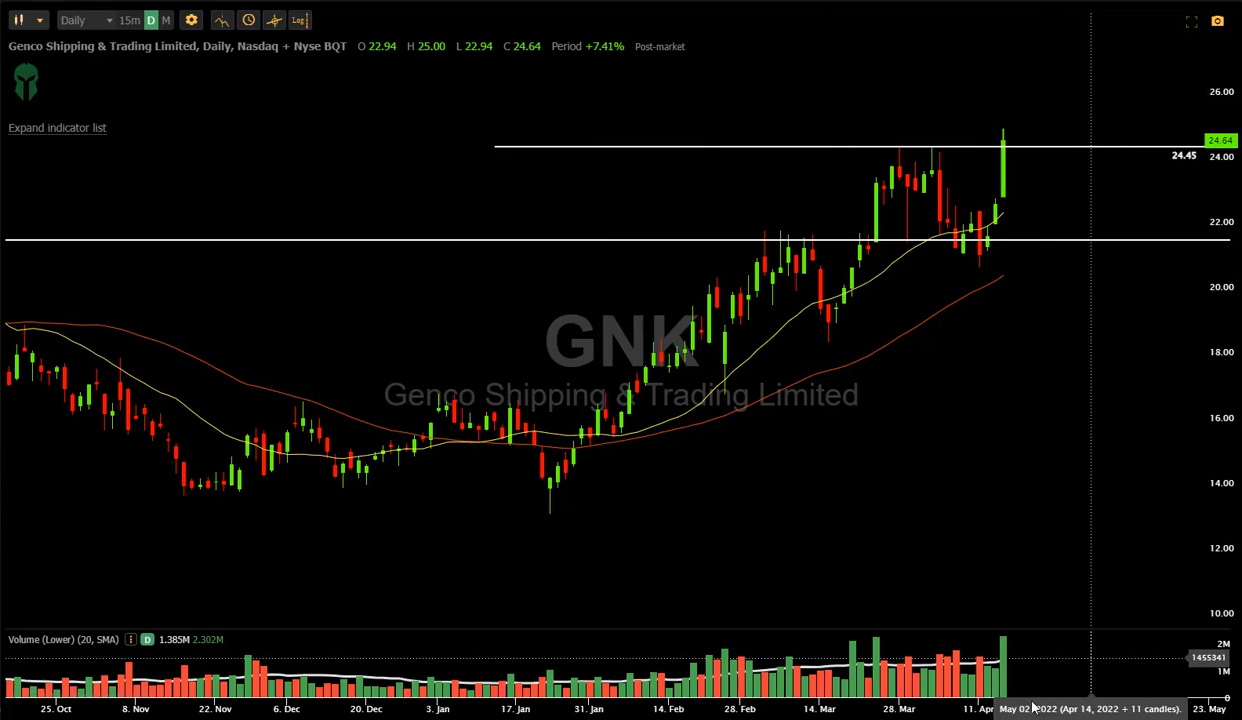 Daily 15m D M Log
Genco Shipping & Trading Limited, Daily, Nasdaq + Nyse BQT O 22.94 H 25.00 L 22.94 C 24.64 Period +7.41% Post-market
Expand indicator list
26.00
24.64
24.45
24.00
22.00
20.00
18.00
GNK
Genco Shipping & Trading Limited
16.00
14.00
12.00
10.00
Volume (Lower) (20, SMA) D 1.385M 2.302M
2M
1455341
1M
0
25. Oct 8. Nov 22. Nov 6. Dec 20. Dec 3. Jan 17. Jan 31. Jan 14. Feb 28. Feb 14. Mar 28. Mar 11. Apr May 02 2022 (Apr 14, 2022 + 11 candles). 23. May